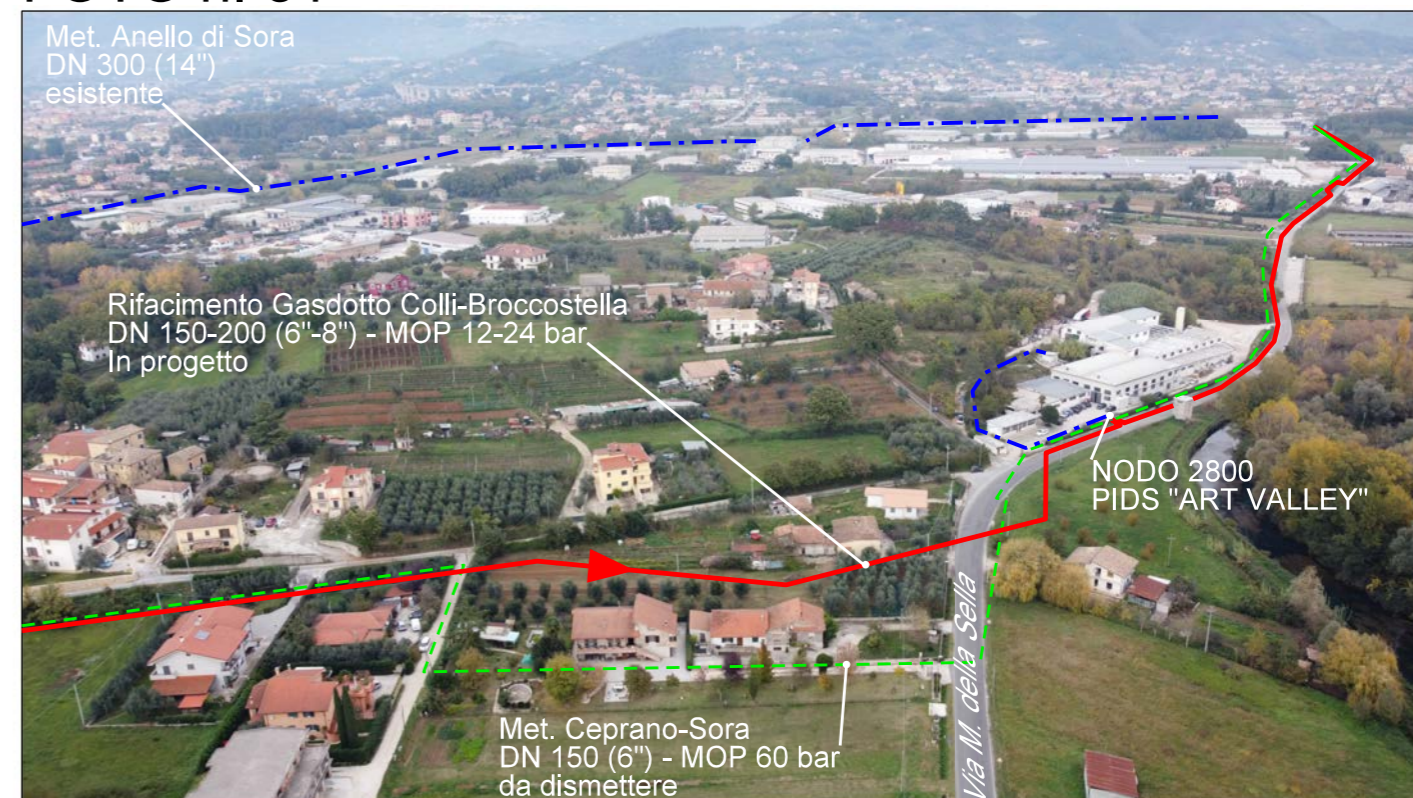 Met. Anello di Sora
DN 300 (14")
esistente
Rifacimento Gasdotto Colli-Broccostella
DN 150-200 (6"-8") - MOP 12-24 bar
In progetto
NODO 2800
PIDS "ART VALLEY"
Met. Ceprano-Sora
DN 150 (6") - MOP 60 bar
da dismettere
Via M. della Sella